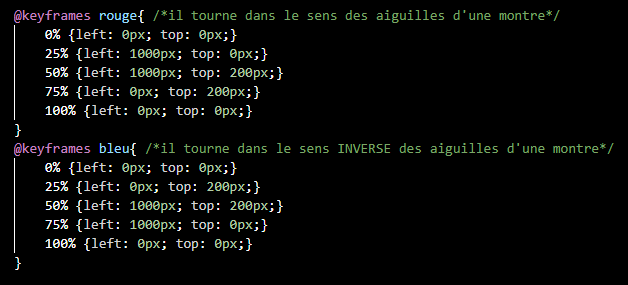 @keyframes rouge{ /*il tourne dans le sens des aiguilles d'une montre*/
0% {left: 0px; top: 0px;}
25% {left: 1000px; top: 0px;}
50% {left: 1000px; top: 200px;}
75% {left: 0px; top: 200px;}
100% {left: 0px; top: 0px;}
}
@keyframes bleu{ /*il tourne dans le sens INVERSE des aiguilles d'une montre*/
0% {left: 0px; top: 0px;}
25% {left: 0px; top: 200px;}
50% {left: 1000px; top: 200px;}
75% {left: 1000px; top: 0px;}
100% {left: 0px; top: 0px;}
}